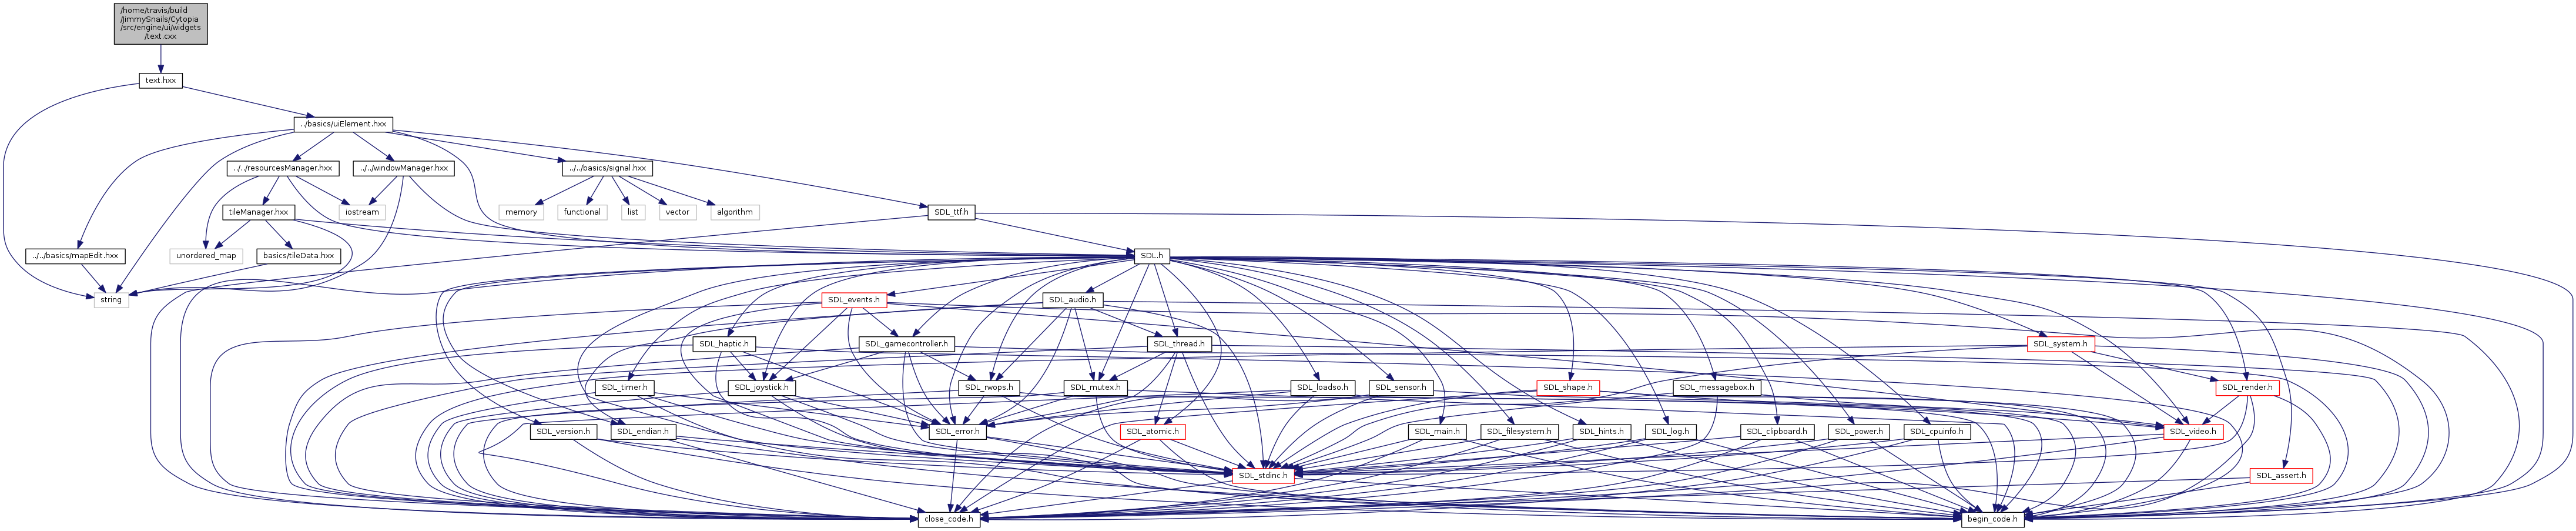 /home/travis/build
/JimmySnails/Cytopia
/src/engine/ui/widgets
/text.cxx
text.hxx
../basics/uiElement.hxx
../../resourcesManager.hxx
../../windowManager.hxx
../../basics/signal.hxx
tileManager.hxx
iostream
memory
functional
list
vector
algorithm
SDL_ttf.h
../../basics/mapEdit.hxx
unordered_map
basics/tileData.hxx
SDL.h
string
SDL_events.h
SDL_audio.h
SDL_haptic.h
SDL_gamecontroller.h
SDL_thread.h
SDL_system.h
SDL_timer.h
SDL_joystick.h
SDL_rwops.h
SDL_mutex.h
SDL_loadso.h
SDL_sensor.h
SDL_shape.h
SDL_messagebox.h
SDL_render.h
SDL_version.h
SDL_endian.h
SDL_error.h
SDL_atomic.h
SDL_main.h
SDL_filesystem.h
SDL_hints.h
SDL_log.h
SDL_clipboard.h
SDL_power.h
SDL_cpuinfo.h
SDL_video.h
SDL_stdinc.h
SDL_assert.h
close_code.h
begin_code.h